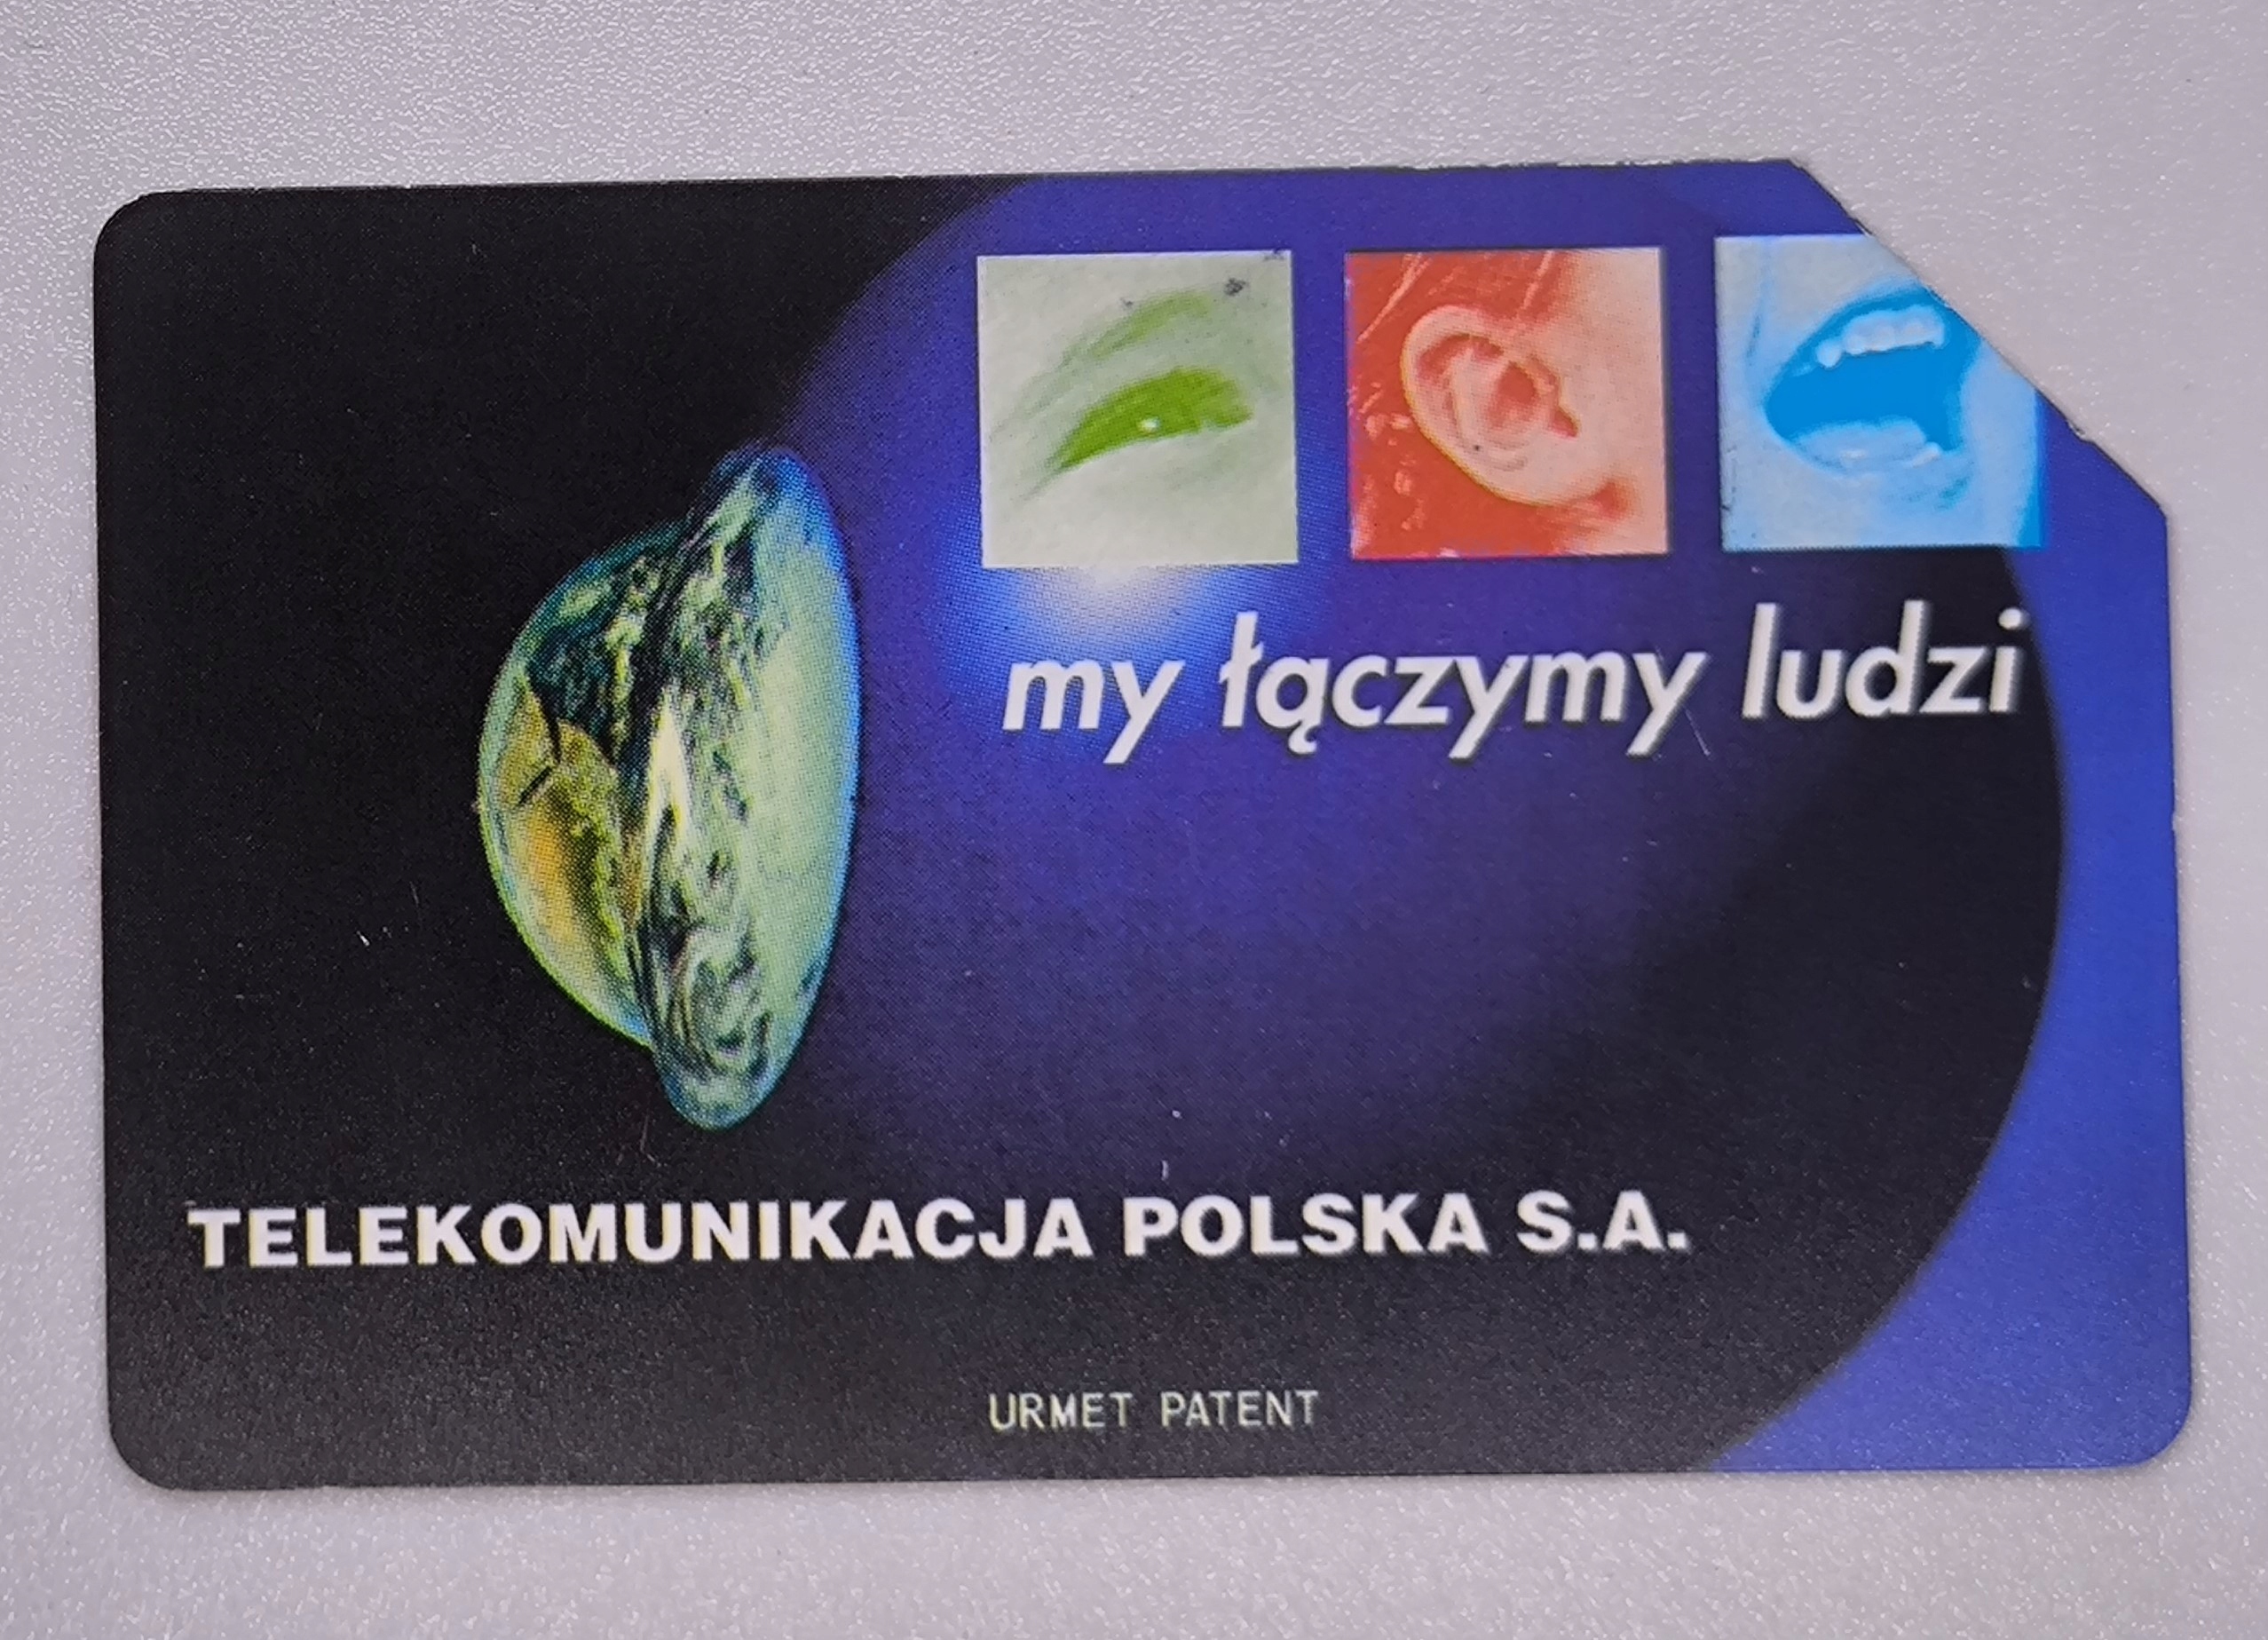 my łączymy ludzi
TELEKOMUNIKACJA POLSKA S.A.
URMET PATENT